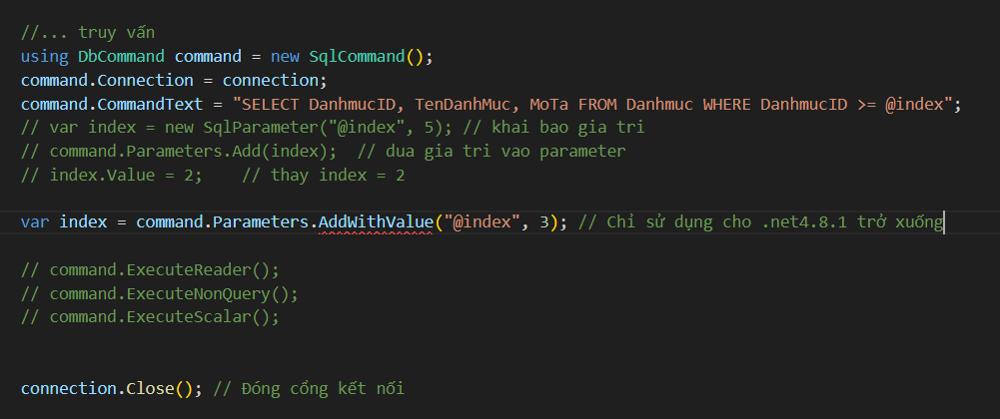 //... truy vấn
using DbCommand command = new SqlCommand();
command.Connection = connection;
command.CommandText = "SELECT DanhmucID, TenDanhMuc, MoTa FROM Danhmuc WHERE DanhmucID >= @index";
// var index = new SqlParameter("@index", 5); // khai bao gia tri
// command.Parameters.Add(index);  // dua gia tri vao parameter
// index.Value = 2;    // thay index = 2
var index = command.Parameters.AddWithValue("@index", 3); // Chỉ sử dụng cho .net4.8.1 trở xuống
// command.ExecuteReader();
// command.ExecuteNonQuery();
// command.ExecuteScalar();
connection.Close(); // Đóng cổng kết nối